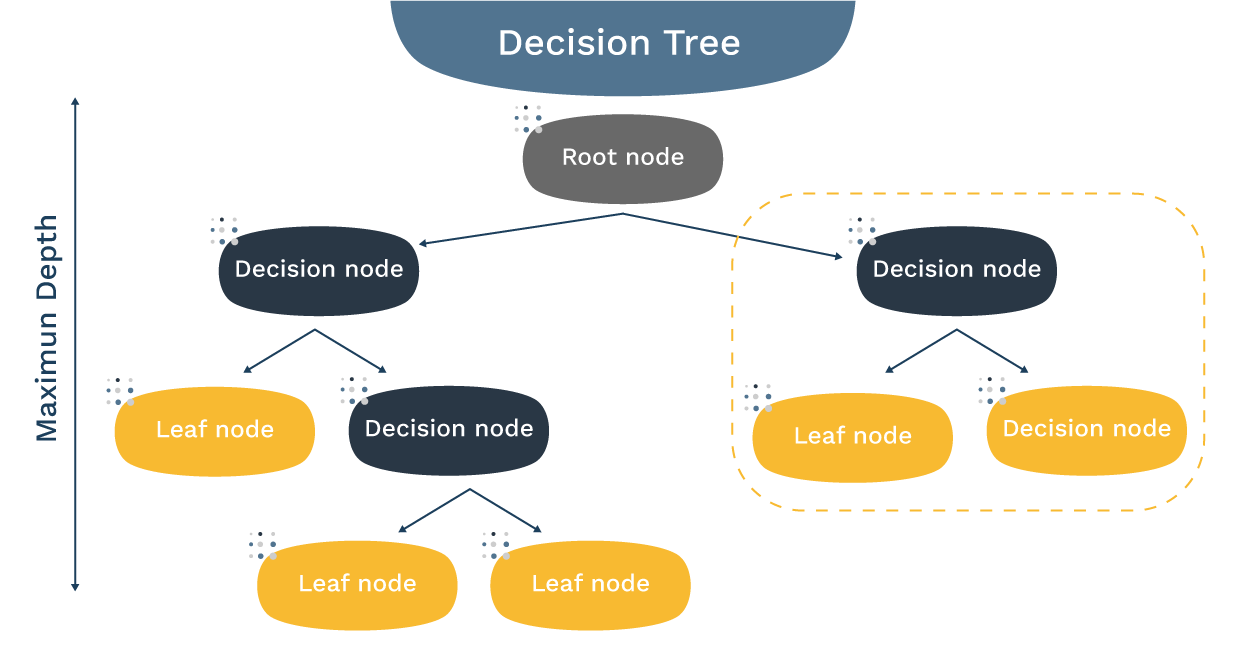 Decision Tree
Root node
Maximun Depth
Decision node
Decision node
Leaf node
Decision node
Leaf node
Decision node
Leaf node
Leaf node